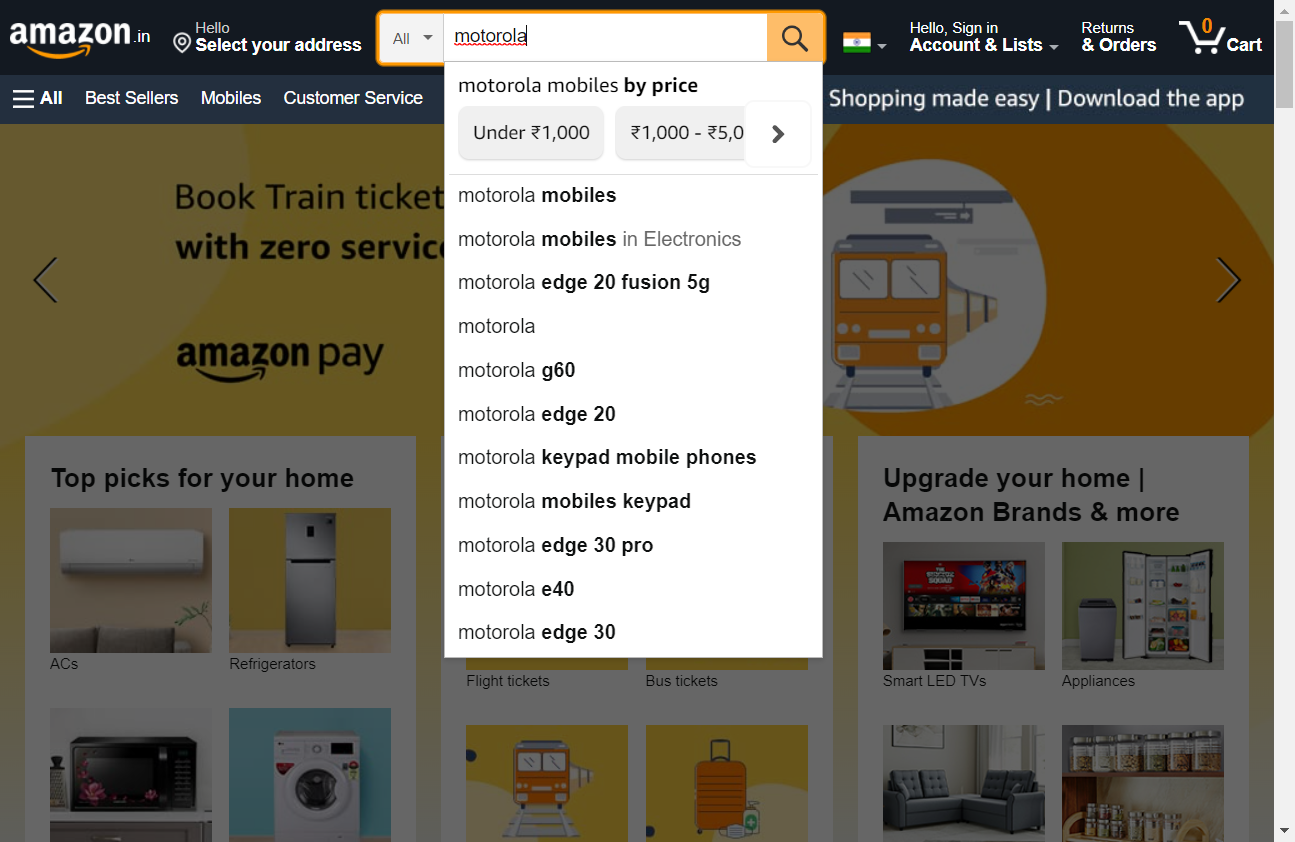 amazon.in
Hello
Select your address
All
motorola
Hello, Sign in
Account & Lists
Returns
& Orders
0
Cart
All
Best Sellers
Mobiles
Customer Service
Shopping made easy | Download the app
motorola mobiles by price
Under ₹1,000
₹1,000 - ₹5,0
motorola mobiles
motorola mobiles in Electronics
motorola edge 20 fusion 5g
motorola
motorola g60
motorola edge 20
motorola keypad mobile phones
motorola mobiles keypad
motorola edge 30 pro
motorola e40
motorola edge 30
Book Train ticket
with zero servic
amazon pay
Top picks for your home
ACs
Refrigerators
Flight tickets
Bus tickets
Upgrade your home |
Amazon Brands & more
Smart LED TVs
Appliances